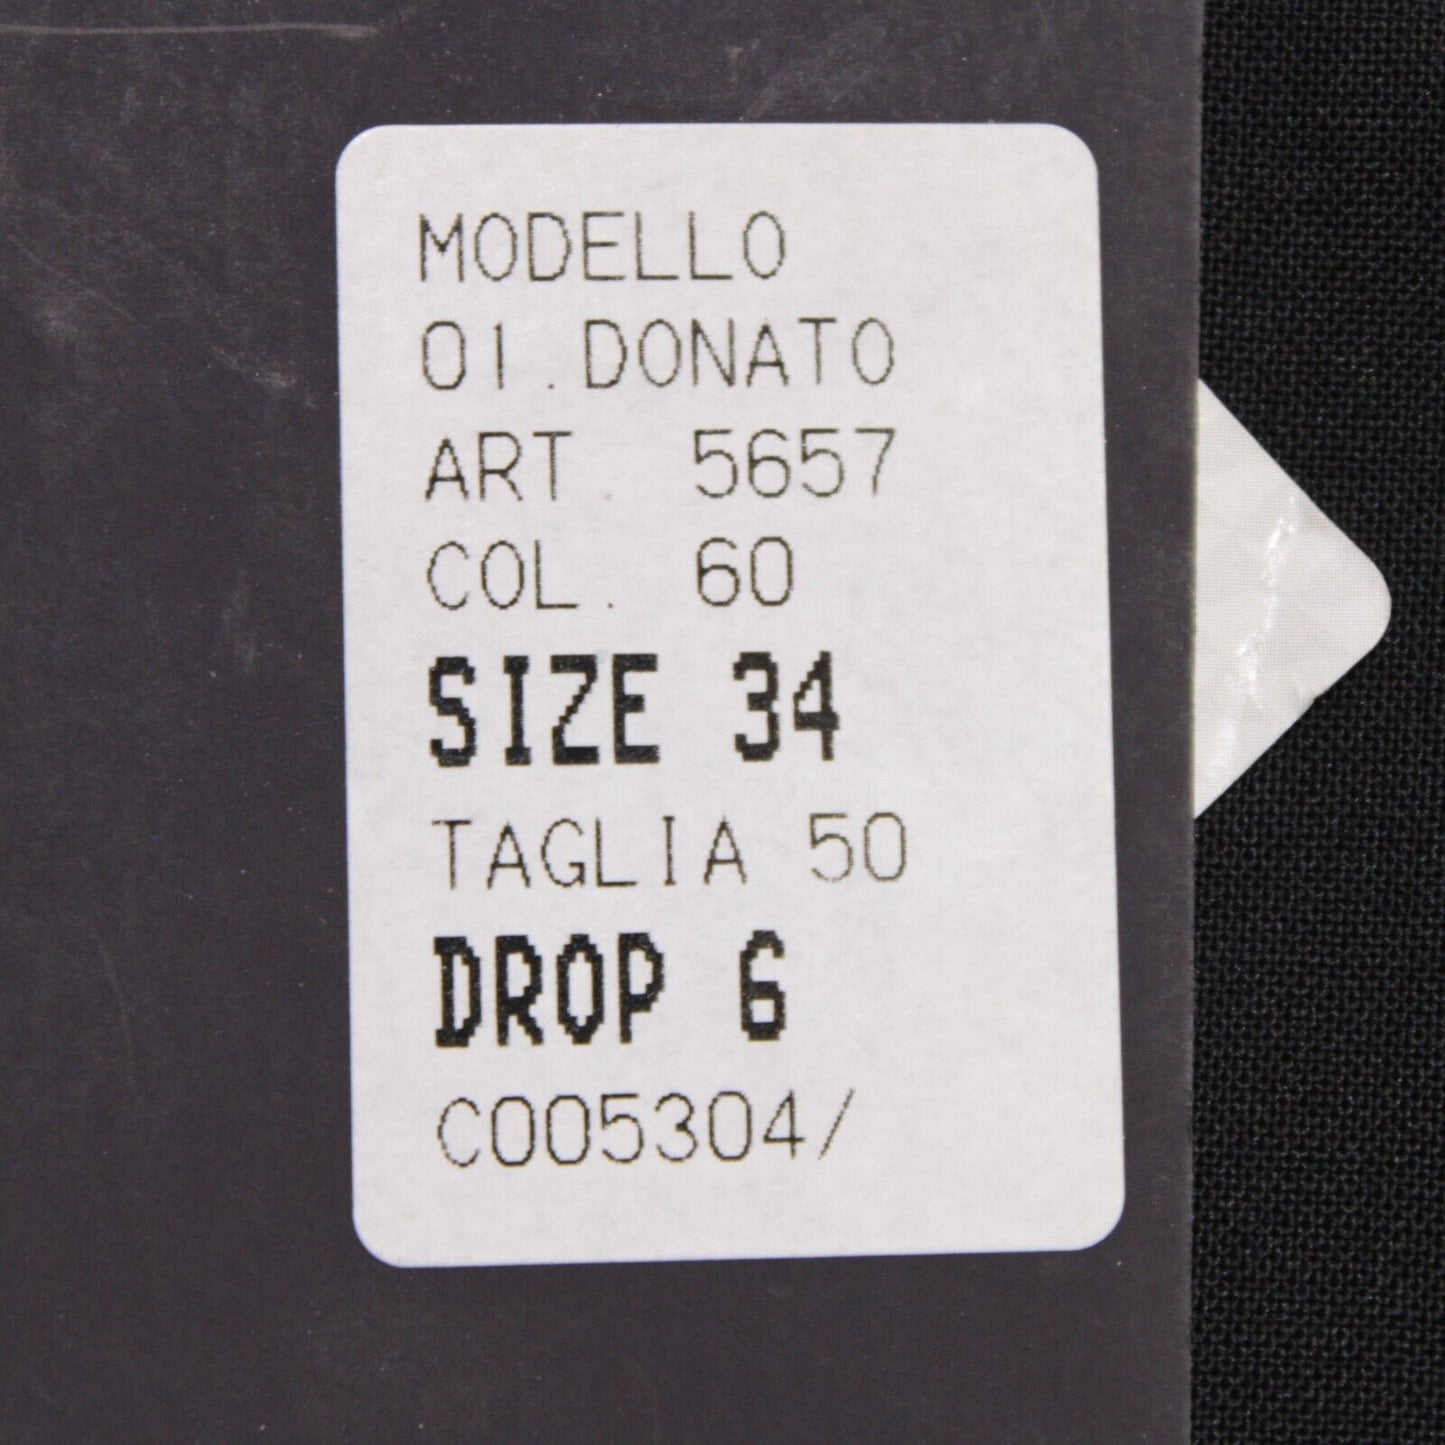 MODELLO
01.DONATO
ART. 5657
COL. 60
SIZE 34
TAGLIA 50
DROP 6
C005304/